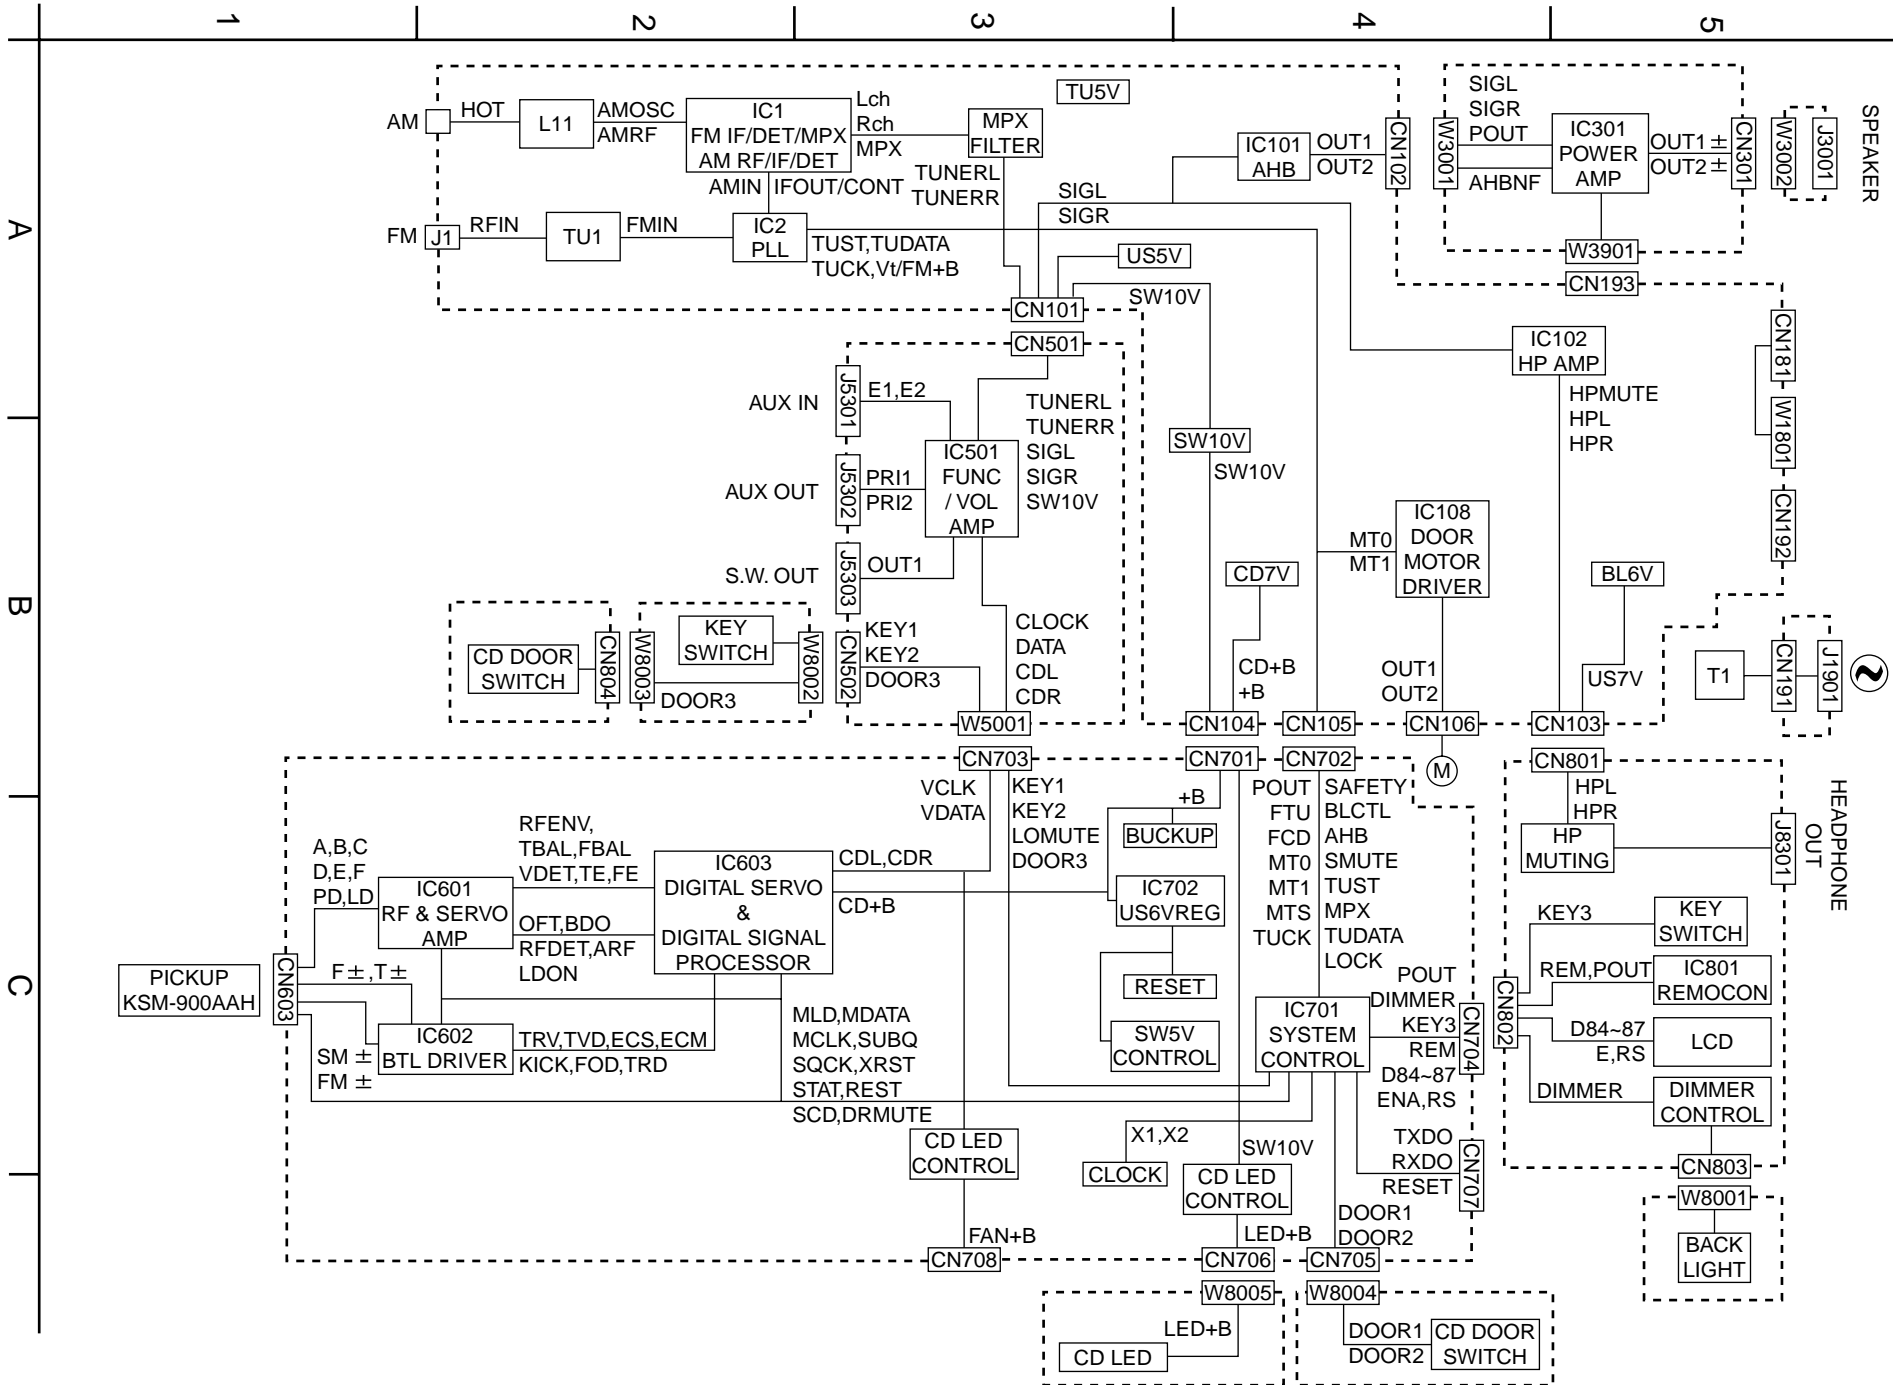 1
2
3
4
5
A
B
C
AM
HOT
L11
AMOSC
AMRF
IC1
FM IF/DET/MPX
AM RF/IF/DET
Lch
Rch
MPX
MPX
FILTER
TU5V
AMIN
IFOUT/CONT
TUNERL
TUNERR
FM
J1
RFIN
TU1
FMIN
IC2
PLL
TUST,TUDATA
TUCK,Vt/FM+B
SIGL
SIGR
US5V
SW10V
CN101
IC101
AHB
OUT1
OUT2
CN102
W3001
SIGL
SIGR
POUT
AHBNF
IC301
POWER
AMP
OUT1 ±
OUT2 ±
CN301
W3002
J3001
SPEAKER
W3901
CN193
IC102
HP AMP
HPMUTE
HPL
HPR
CN181
W1801
CN192
CN501
AUX IN
J5301
E1,E2
TUNERL
TUNERR
SIGL
SIGR
SW10V
IC501
FUNC
/ VOL
AMP
AUX OUT
J5302
PRI1
PRI2
S.W. OUT
J5303
OUT1
CN502
KEY1
KEY2
DOOR3
CLOCK
DATA
CDL
CDR
W5001
CD DOOR
SWITCH
CN804
W8003
KEY
SWITCH
DOOR3
W8002
SW10V
SW10V
CD7V
CD+B
+B
MT0
MT1
IC108
DOOR
MOTOR
DRIVER
OUT1
OUT2
BL6V
US7V
T1
CN191
J1901
CN104
CN105
CN106
CN103
M
CN703
CN701
CN702
CN801
VCLK
VDATA
KEY1
KEY2
LOMUTE
DOOR3
+B
BUCKUP
POUT
FTU
FCD
MT0
MT1
MTS
TUCK
SAFETY
BLCTL
AHB
SMUTE
TUST
MPX
TUDATA
LOCK
HPL
HPR
HP
MUTING
J8301
HEADPHONE
OUT
A,B,C
D,E,F
PD,LD
IC601
RF & SERVO
AMP
RFENV,
TBAL,FBAL
VDET,TE,FE
OFT,BDO
RFDET,ARF
LDON
IC603
DIGITAL SERVO
&
DIGITAL SIGNAL
PROCESSOR
CDL,CDR
CD+B
IC702
US6VREG
RESET
SW5V
CONTROL
PICKUP
KSM-900AAH
CN603
F±,T±
SM ±
FM ±
IC602
BTL DRIVER
TRV,TVD,ECS,ECM
KICK,FOD,TRD
MLD,MDATA
MCLK,SUBQ
SQCK,XRST
STAT,REST
SCD,DRMUTE
IC701
SYSTEM
CONTROL
POUT
DIMMER
KEY3
REM
D84~87
ENA,RS
CN704
TXDO
RXDO
RESET
CN707
CN802
KEY3
KEY
SWITCH
REM,POUT
IC801
REMOCON
D84~87
E,RS
LCD
DIMMER
DIMMER
CONTROL
CN803
W8001
BACK
LIGHT
CD LED
CONTROL
FAN+B
CN708
X1,X2
CLOCK
SW10V
CD LED
CONTROL
LED+B
CN706
DOOR1
DOOR2
CN705
W8005
LED+B
CD LED
W8004
DOOR1
DOOR2
CD DOOR
SWITCH